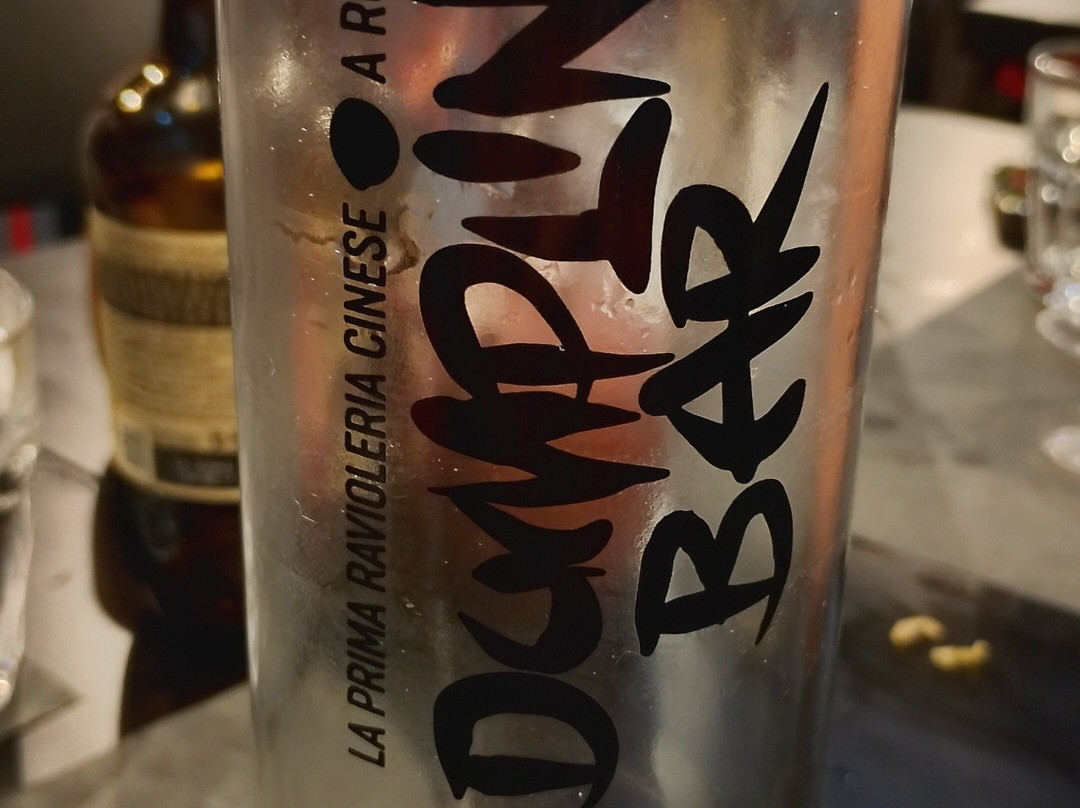 LA PRIMA RAVIOLERIA CINESE A R
DUMPLIN
BAR